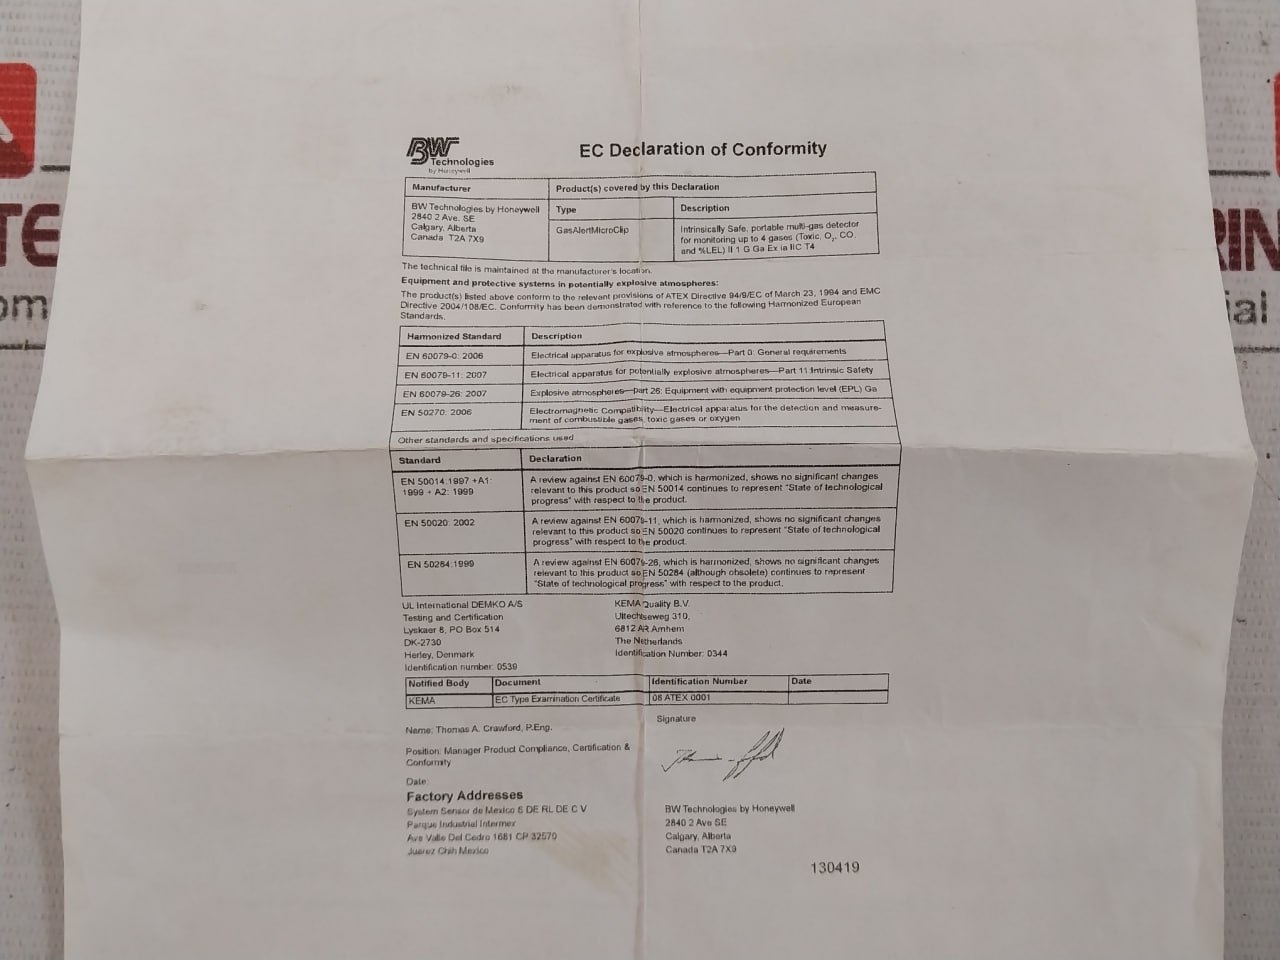 BW
Technologies
by Honeywell
EC Declaration of Conformity
Manufacturer
Product(s) covered by this Declaration
BW Technologies by Honeywell
2840 2 Ave. SE
Calgary, Alberta
Canada T2A 7X9
Type
Description
GasAlertMicroClip
Intrinsically Safe, portable multi-gas detector
for monitoring up to 4 gases (Toxic, O2, CO,
and %LEL) II 1 G Ga Ex ia IIC T4
The technical file is maintained at the manufacturer's location.
Equipment and protective systems in potentially explosive atmospheres:
The product(s) listed above conform to the relevant provisions of ATEX Directive 94/9/EC of March 23, 1994 and EMC
Directive 2004/108/EC. Conformity has been demonstrated with reference to the following Harmonized European
Standards.
Harmonized Standard
Description
EN 60079-0: 2006
Electrical apparatus for explosive atmospheres—Part 0: General requirements
EN 60079-11: 2007
Electrical apparatus for potentially explosive atmospheres—Part 11:Intrinsic Safety
EN 60079-26: 2007
Explosive atmospheres—part 26: Equipment with equipment protection level (EPL) Ga
EN 50270: 2006
Electromagnetic Compatibility—Electrical apparatus for the detection and measure-
ment of combustible gases, toxic gases or oxygen
Other standards and specifications used
Standard
Declaration
EN 50014:1997 +A1:
1999 + A2: 1999
A review against EN 60079-0, which is harmonized, shows no significant changes
relevant to this product so EN 50014 continues to represent "State of technological
progress" with respect to the product.
EN 50020: 2002
A review against EN 60079-11, which is harmonized, shows no significant changes
relevant to this product so EN 50020 continues to represent "State of technological
progress" with respect to the product.
EN 50284:1999
A review against EN 60079-26, which is harmonized, shows no significant changes
relevant to this product so EN 50284 (although obsolete) continues to represent
"State of technological progress" with respect to the product.
UL International DEMKO A/S
Testing and Certification
Lyskaer 8, PO Box 514
DK-2730
Herley, Denmark
Identification number: 0539
KEMA Quality B.V.
Utechtseweg 310,
6812 AR Arnhem
The Netherlands
Identification Number: 0344
Notified Body
Document
Identification Number
Date
KEMA
EC Type Examination Certificate
08 ATEX 0001
Name: Thomas A. Crawford, P.Eng.
Signature
Position: Manager Product Compliance, Certification &
Conformity
Date:
Factory Addresses
System Sensor de Mexico S DE RL DE C V
Parque Industrial Intermex
Ave Valle Del Cedro 1681 CP 32570
Juarez Chih Mexico
BW Technologies by Honeywell
2840 2 Ave SE
Calgary, Alberta
Canada T2A 7X9
130419